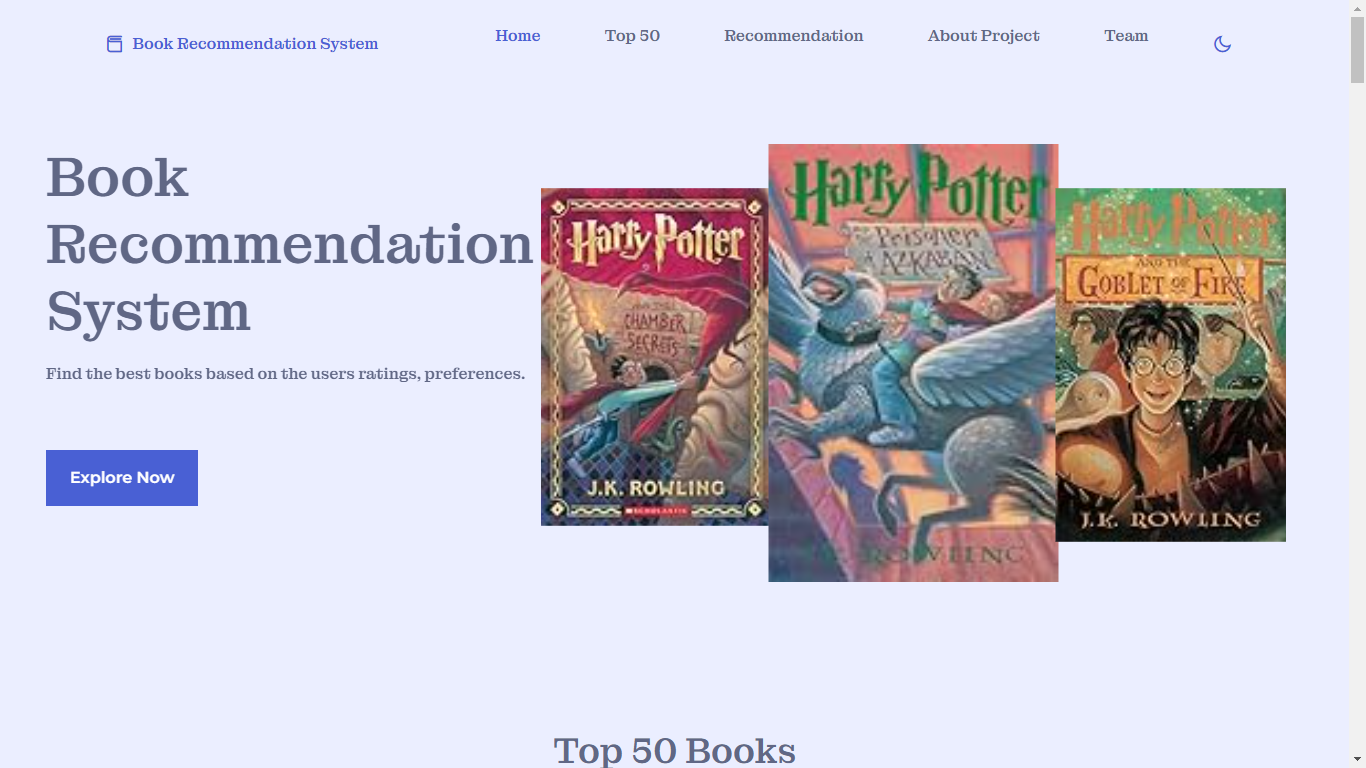 Book Recommendation System
Home
Top 50
Recommendation
About Project
Team
Book
Recommendation
System
Find the best books based on the users ratings, preferences.
Explore Now
Harry Potter
AND THE
CHAMBER
SECRETS
J.K. ROWLING
SCHOLASTIC
Harry Potter
Prisoner
AZKABAN
ROWLING
Harry Potter
AND THE
GOBLET OF FIRE
J.K. ROWLING
Top 50 Books